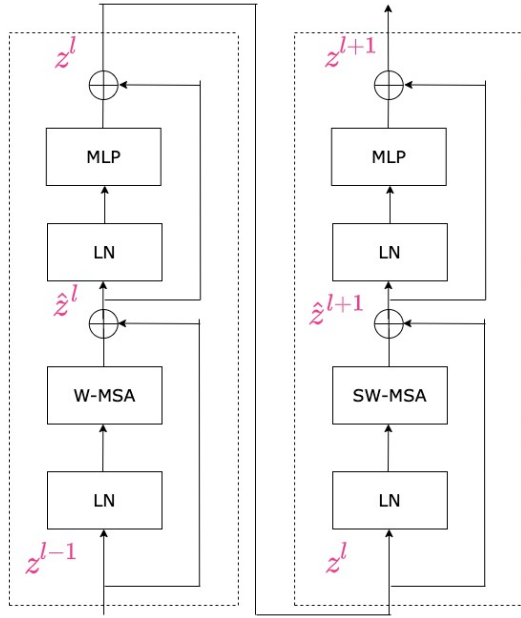 z^l
MLP
LN
ẑ^l
W-MSA
LN
z^{l-1}
z^{l+1}
MLP
LN
ẑ^{l+1}
SW-MSA
LN
z^l